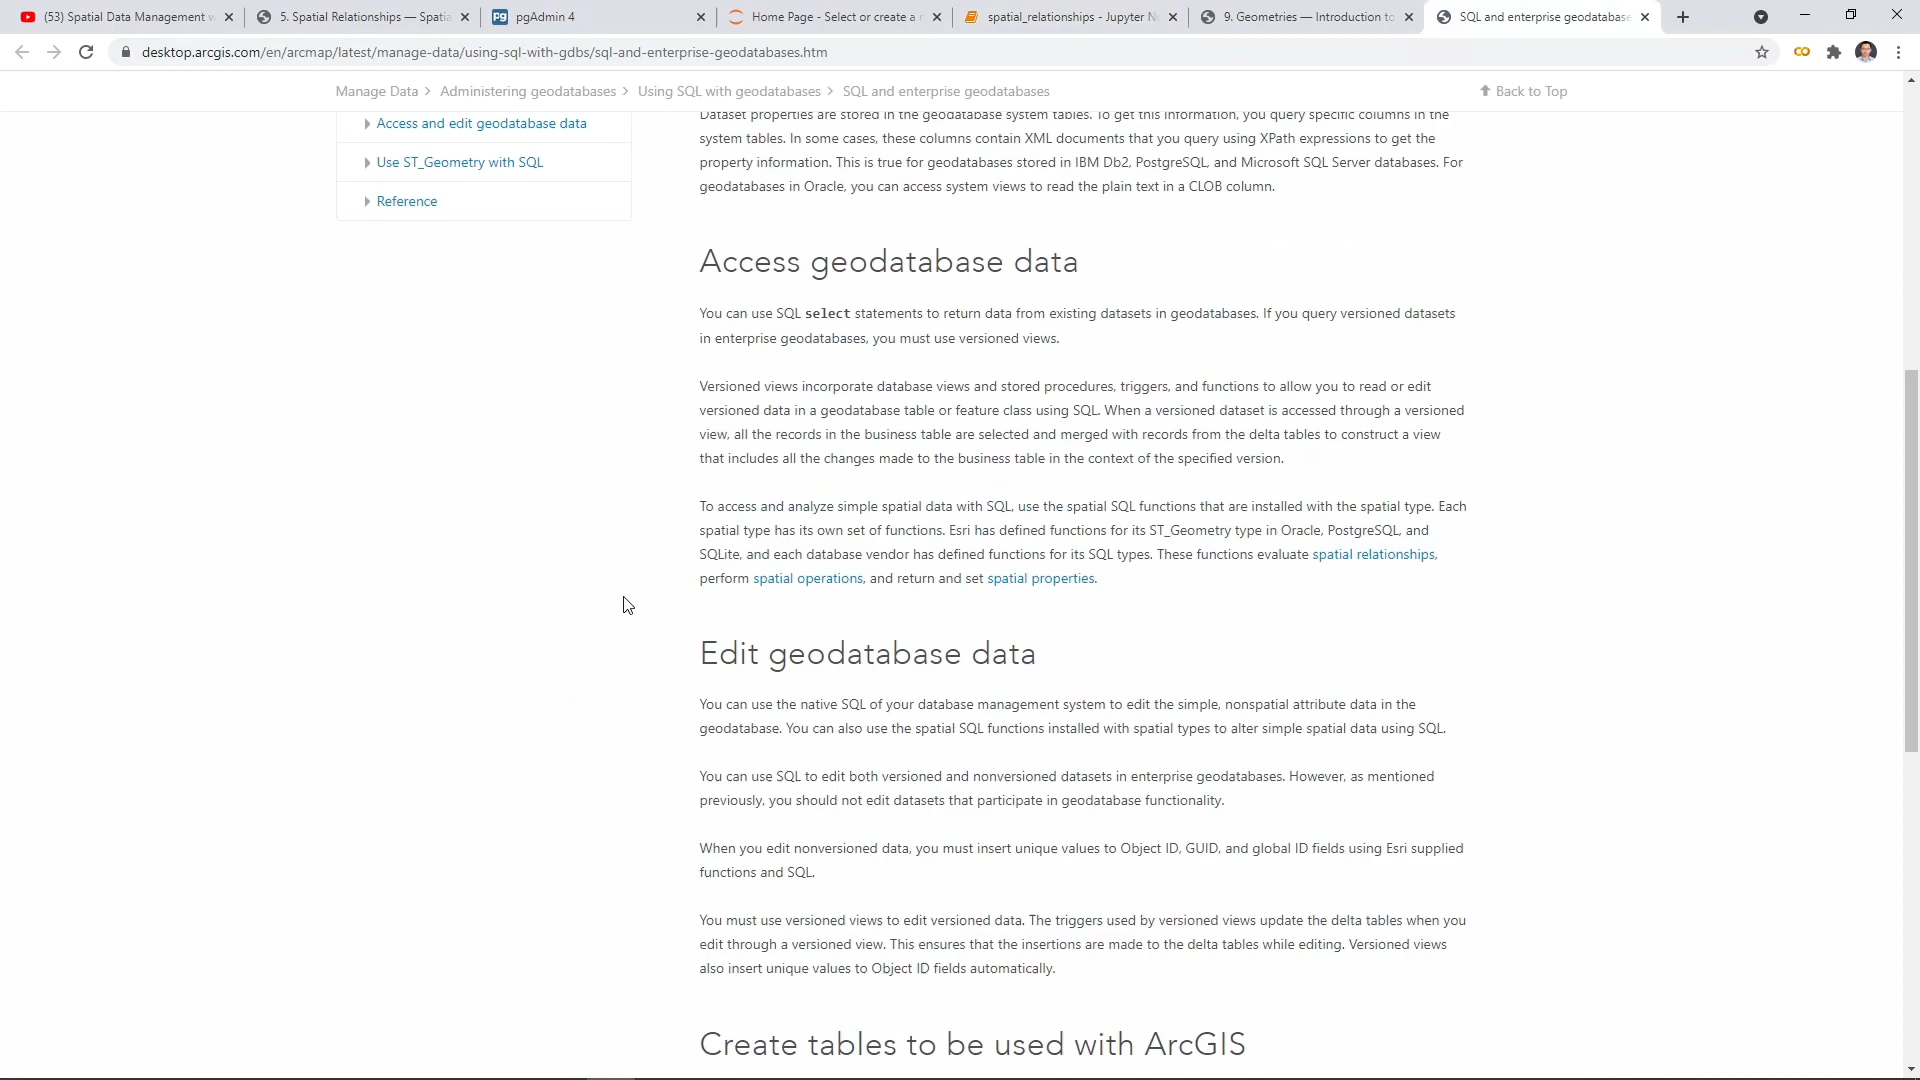 (53) Spatial Data Management w
5. Spatial Relationships — Spatia
pgAdmin 4
Home Page - Select or create a n
spatial_relationships - Jupyter N
9. Geometries — Introduction to
SQL and enterprise geodatabase
desktop.arcgis.com/en/arcmap/latest/manage-data/using-sql-with-gdbs/sql-and-enterprise-geodatabases.htm
Manage Data > Administering geodatabases > Using SQL with geodatabases > SQL and enterprise geodatabases
Back to Top
Access and edit geodatabase data
Use ST_Geometry with SQL
Reference
Dataset properties are stored in the geodatabase system tables. To get this information, you query specific columns in the
system tables. In some cases, these columns contain XML documents that you query using XPath expressions to get the
property information. This is true for geodatabases stored in IBM Db2, PostgreSQL, and Microsoft SQL Server databases. For
geodatabases in Oracle, you can access system views to read the plain text in a CLOB column.
Access geodatabase data
You can use SQL select statements to return data from existing datasets in geodatabases. If you query versioned datasets
in enterprise geodatabases, you must use versioned views.
Versioned views incorporate database views and stored procedures, triggers, and functions to allow you to read or edit
versioned data in a geodatabase table or feature class using SQL. When a versioned dataset is accessed through a versioned
view, all the records in the business table are selected and merged with records from the delta tables to construct a view
that includes all the changes made to the business table in the context of the specified version.
To access and analyze simple spatial data with SQL, use the spatial SQL functions that are installed with the spatial type. Each
spatial type has its own set of functions. Esri has defined functions for its ST_Geometry type in Oracle, PostgreSQL, and
SQLite, and each database vendor has defined functions for its SQL types. These functions evaluate spatial relationships,
perform spatial operations, and return and set spatial properties.
Edit geodatabase data
You can use the native SQL of your database management system to edit the simple, nonspatial attribute data in the
geodatabase. You can also use the spatial SQL functions installed with spatial types to alter simple spatial data using SQL.
You can use SQL to edit both versioned and nonversioned datasets in enterprise geodatabases. However, as mentioned
previously, you should not edit datasets that participate in geodatabase functionality.
When you edit nonversioned data, you must insert unique values to Object ID, GUID, and global ID fields using Esri supplied
functions and SQL.
You must use versioned views to edit versioned data. The triggers used by versioned views update the delta tables when you
edit through a versioned view. This ensures that the insertions are made to the delta tables while editing. Versioned views
also insert unique values to Object ID fields automatically.
Create tables to be used with ArcGIS